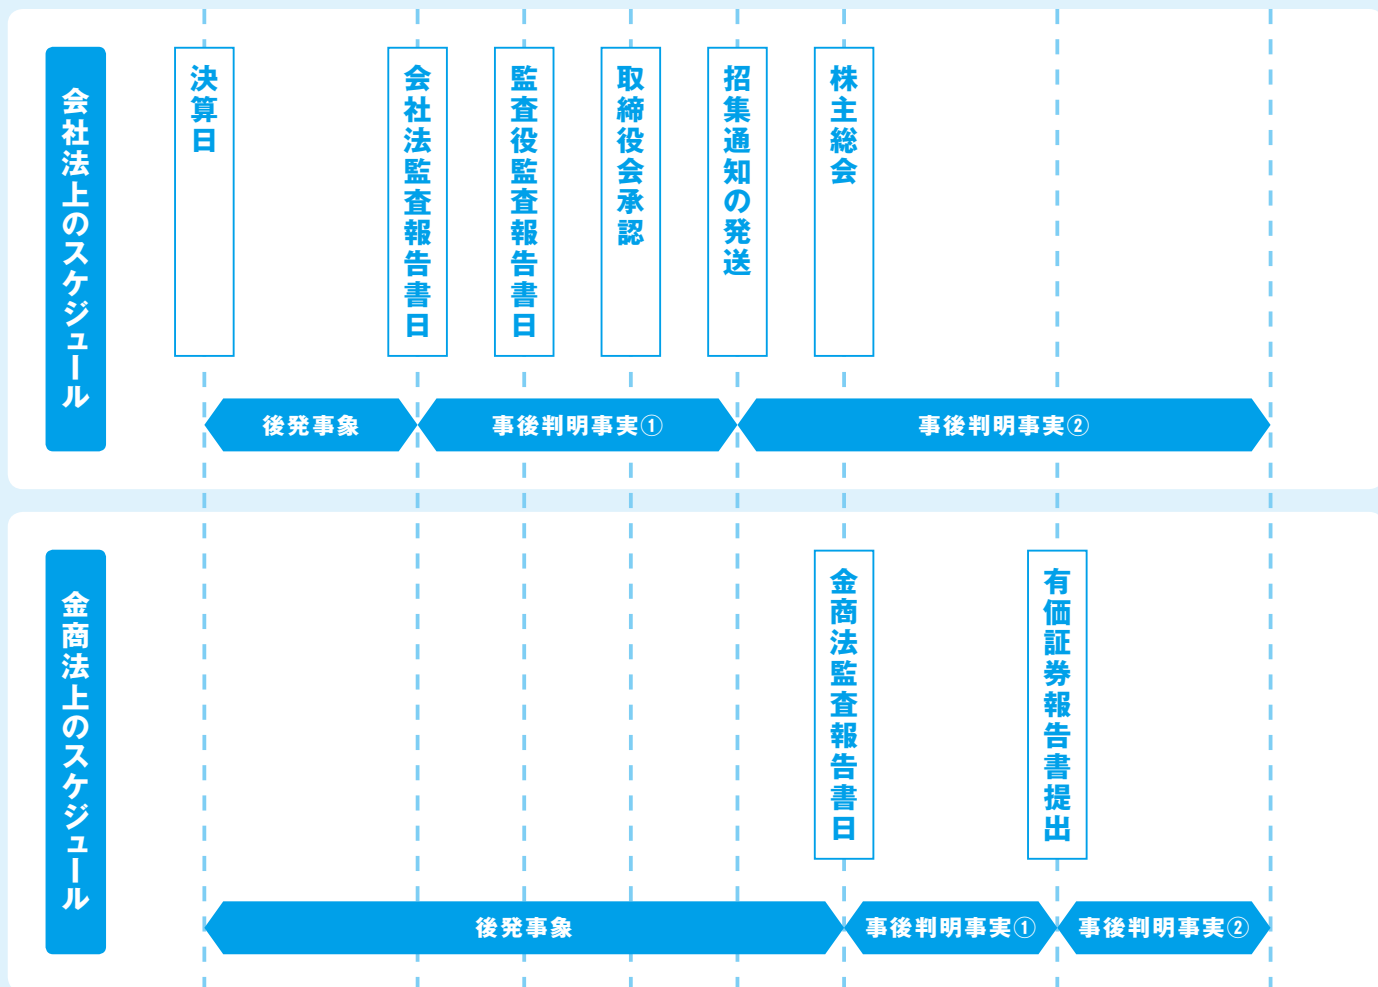 会社法上のスケジュール
決算日
会社法監査報告書日
監査役監査報告書日
取締役会承認
招集通知の発送
株主総会
後発事象
事後判明事実①
事後判明事実②
金商法上のスケジュール
金商法監査報告書日
有価証券報告書提出
後発事象
事後判明事実①
事後判明事実②